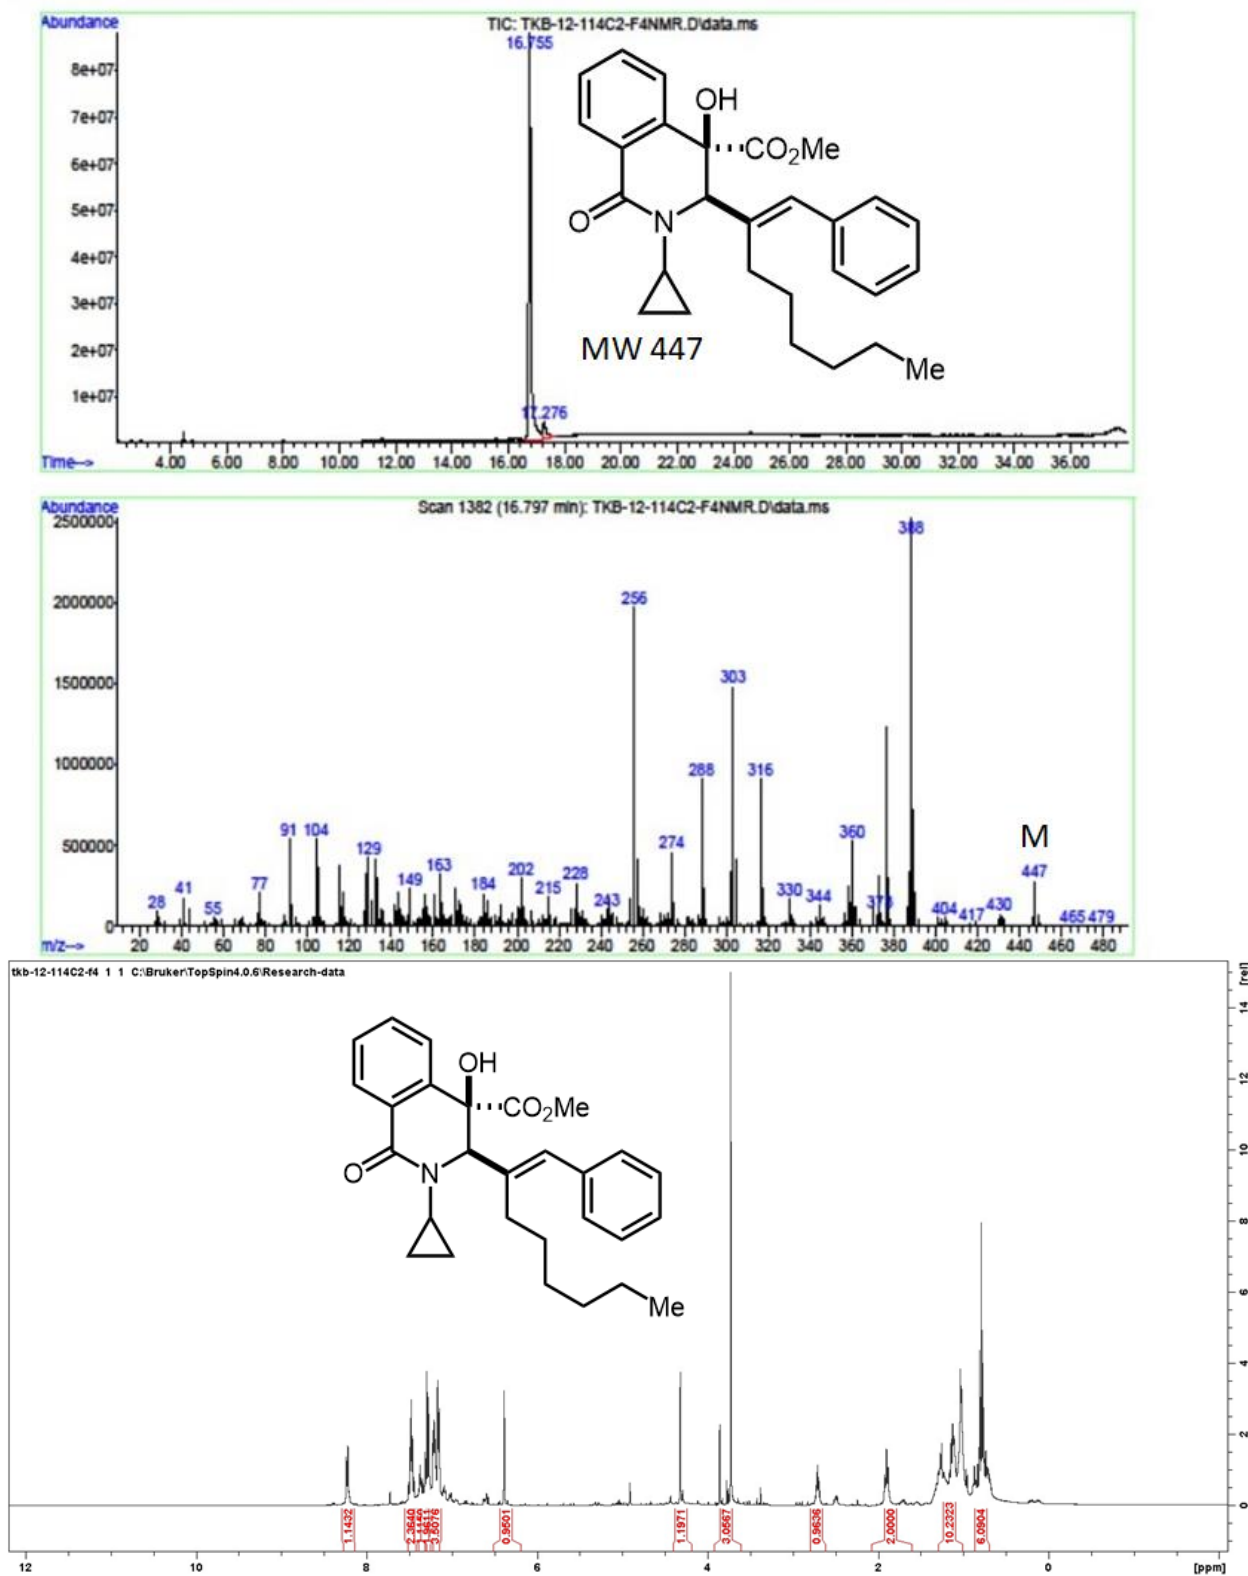 Abundance
TIC: TKB-12-114C2-F4NMR.D\data.ms
16.755
8e+07
7e+07
6e+07
5e+07
4e+07
3e+07
2e+07
1e+07
OH
CO2Me
O
N
Me
MW 447
17.276
Time-->
4.00 6.00 8.00 10.00 12.00 14.00 16.00 18.00 20.00 22.00 24.00 26.00 28.00 30.00 32.00 34.00 36.00
Abundance
Scan 1382 (16.797 min): TKB-12-114C2-F4NMR.D\data.ms
2500000
2000000
1500000
1000000
500000
0
28 41 55 77 91 104 129 149 163 184 202 215 228 243 256 274 288 303 316 330 344 360 373 388 404 417 430 447 465 479
M
m/z-->
20 40 60 80 100 120 140 160 180 200 220 240 260 280 300 320 340 360 380 400 420 440 460 480
tkb-12-114C2-f4 1 1 C:\Bruker\TopSpin4.0.6\Research-data
[rel]
14
12
10
8
6
4
2
0
OH
CO2Me
O
N
Me
1.1432 2.3640 3.5076 0.9501 1.1971 3.0567 0.9636 2.0000 10.2323 6.0904
12 10 8 6 4 2 0 [ppm]